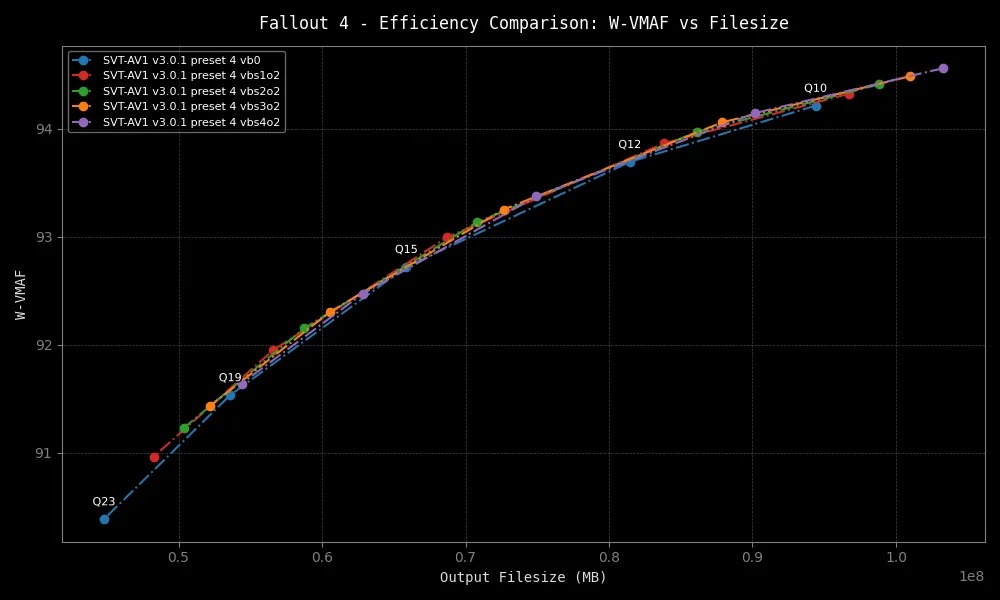 Fallout 4 - Efficiency Comparison: W-VMAF vs Filesize
SVT-AV1 v3.0.1 preset 4 vb0
SVT-AV1 v3.0.1 preset 4 vbs1o2
SVT-AV1 v3.0.1 preset 4 vbs2o2
SVT-AV1 v3.0.1 preset 4 vbs3o2
SVT-AV1 v3.0.1 preset 4 vbs4o2
Q10
94
Q12
93
Q15
W-VMAF
92
Q19
91
Q23
0.5 0.6 0.7 0.8 0.9 1.0
1e8
Output Filesize (MB)